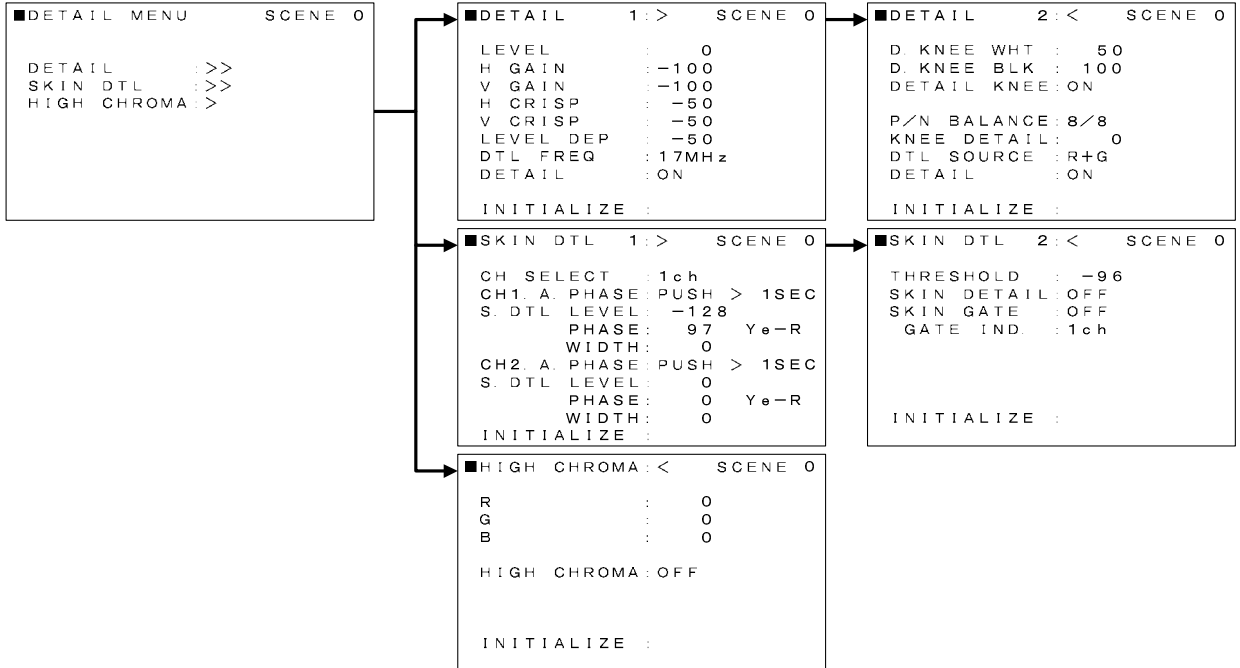 ■DETAIL MENU SCENE 0
DETAIL :>>
SKIN DTL :>>
HIGH CHROMA:>
■DETAIL 1:> SCENE 0
LEVEL : 0
H GAIN :-100
V GAIN :-100
H CRISP : -50
V CRISP : -50
LEVEL DEP : -50
DTL FREQ :17MHz
DETAIL :ON
INITIALIZE :
■DETAIL 2:< SCENE 0
D. KNEE WHT : 50
D. KNEE BLK : 100
DETAIL KNEE:ON
P/N BALANCE:8/8
KNEE DETAIL: 0
DTL SOURCE :R+G
DETAIL :ON
INITIALIZE :
■SKIN DTL 1:> SCENE 0
CH SELECT :1ch
CH1. A. PHASE:PUSH > 1SEC
S. DTL LEVEL: -128
PHASE: 97 Ye-R
WIDTH: 0
CH2. A. PHASE:PUSH > 1SEC
S. DTL LEVEL: 0
PHASE: 0 Ye-R
WIDTH: 0
INITIALIZE :
■SKIN DTL 2:< SCENE 0
THRESHOLD : -96
SKIN DETAIL:OFF
SKIN GATE :OFF
GATE IND. :1ch
INITIALIZE :
■HIGH CHROMA:< SCENE 0
R : 0
G : 0
B : 0
HIGH CHROMA:OFF
INITIALIZE :